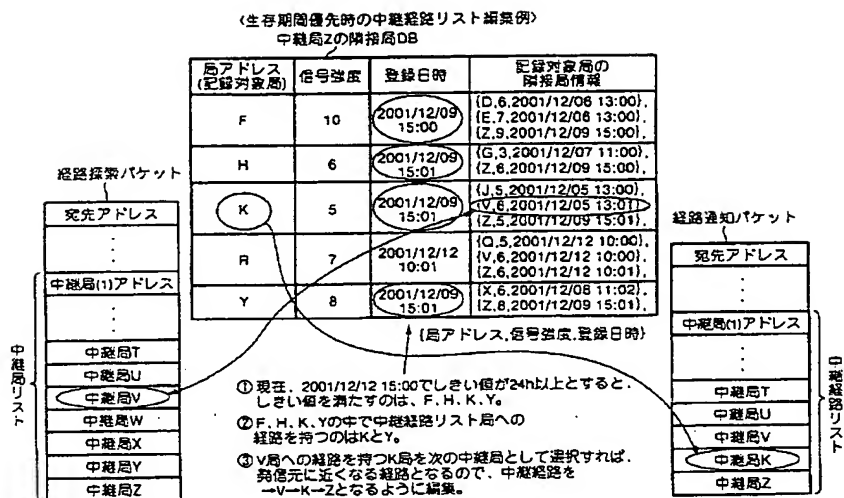 〈生存期間優先時の中継経路リスト編集例〉
中継局Zの隣接局DB
局アドレス
(記録対象局)
信号強度
登録日時
記録対象局の
隣接局情報
F
10
2001/12/09
15:00
{D,6,2001/12/06 13:00},
{E,7,2001/12/06 13:00},
{Z,9,2001/12/09 15:00},
H
6
2001/12/09
15:01
{G,3,2001/12/07 11:00},
{Z,6,2001/12/09 15:00},
K
5
2001/12/09
15:01
{J,5,2001/12/05 13:00},
{V,6,2001/12/05 13:01}
{Z,5,2001/12/09 15:01},
R
7
2001/12/12
10:01
{Q,5,2001/12/12 10:00},
{V,6,2001/12/12 10:00},
{Z,6,2001/12/12 10:01},
Y
8
2001/12/09
15:01
{X,6,2001/12/08 11:02},
{Z,8,2001/12/09 15:01},
{局アドレス,信号強度,登録日時}
経路探索パケット
宛先アドレス
中継局(1)アドレス
中継局T
中継局U
中継局V
中継局W
中継局X
中継局Y
中継局Z
中継局リスト
①現在,2001/12/12 15:00でしきい値が24h以上とすると,
しきい値を満たすのは,F,H,K,Y。
②F,H,K,Yの中で中継経路リスト局への
経路を持つのはKとY。
③V局への経路を持つK局を次の中継局として選択すれば,
発信元に近くなる経路となるので,中継経路を
→V→K→Zとなるように編集。
経路通知パケット
宛先アドレス
中継局(1)アドレス
中継局T
中継局U
中継局V
中継局K
中継局Z
中継経路リスト